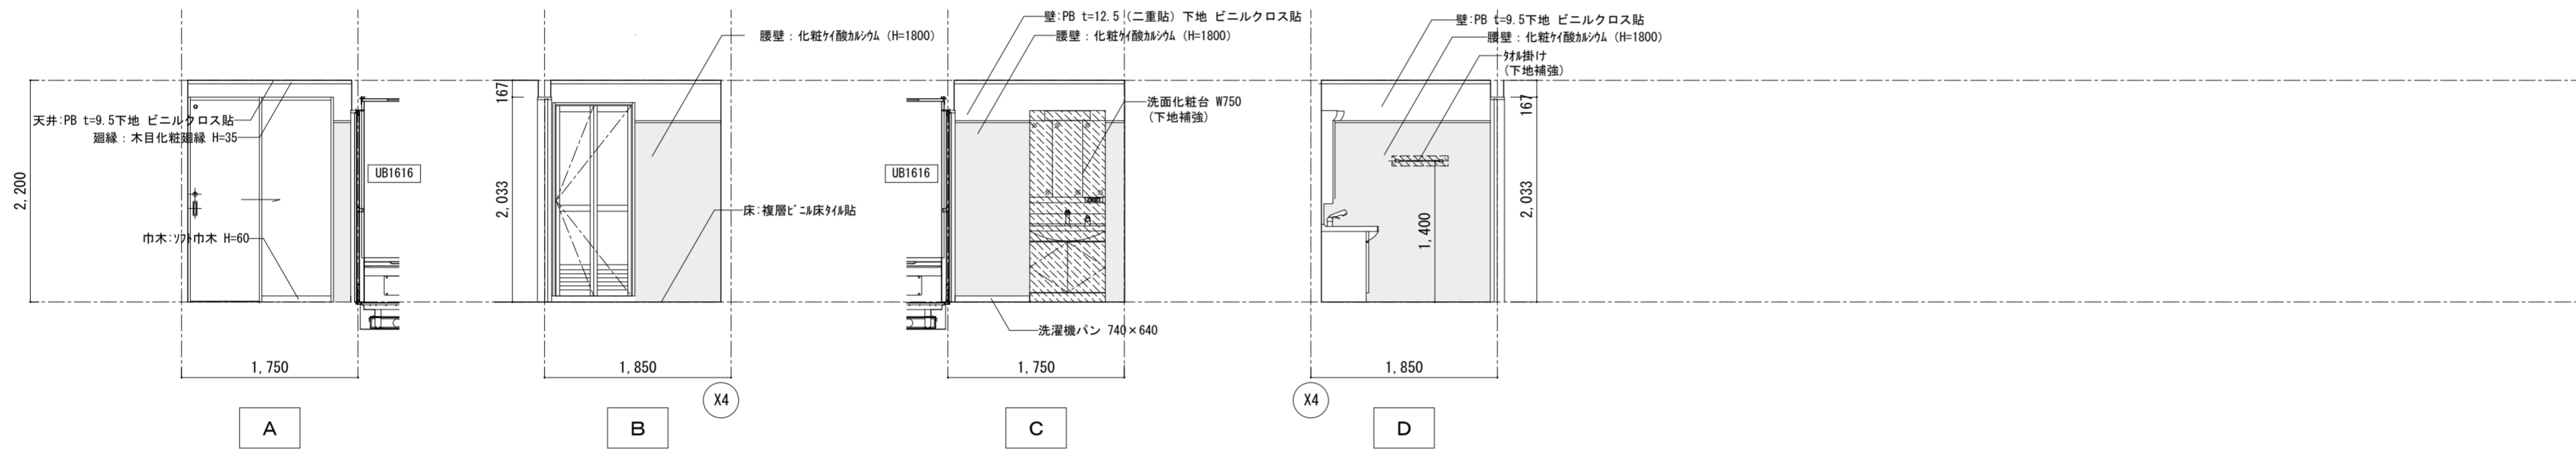 2,200
天井:PB t=9.5下地 ビニルクロス貼
廻縁：木目化粧廻縁 H=35
巾木:ｿﾌﾄ巾木 H=60
UB1616
1,750
A
腰壁：化粧ｹｲ酸ｶﾙｼｳﾑ（H=1800）
167
2,033
床:複層ﾋﾞﾆﾙ床ﾀｲﾙ貼
1,850
X4
B
壁:PB t=12.5（二重貼）下地 ビニルクロス貼
腰壁：化粧ｹｲ酸ｶﾙｼｳﾑ（H=1800）
洗面化粧台 W750
（下地補強）
UB1616
洗濯機パン 740×640
1,750
C
壁:PB t=9.5下地 ビニルクロス貼
腰壁：化粧ｹｲ酸ｶﾙｼｳﾑ（H=1800）
ﾀｵﾙ掛け
（下地補強）
167
2,033
1,400
1,850
X4
D